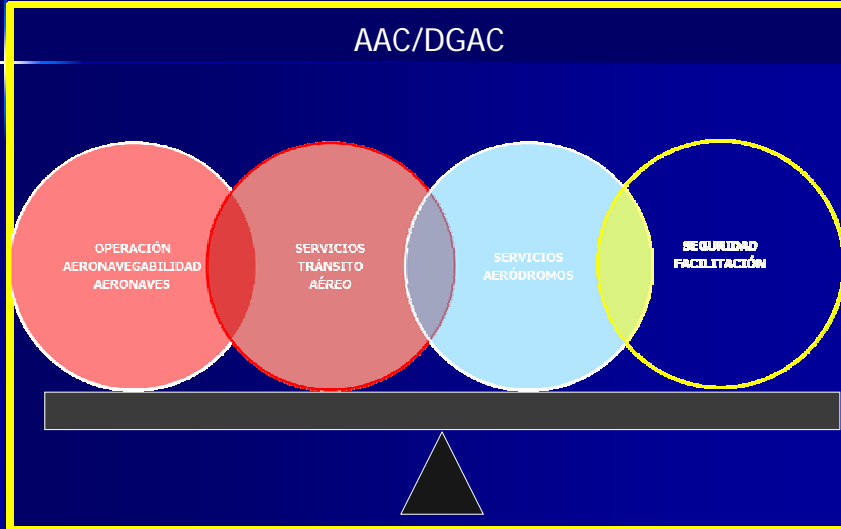 AAC/DGAC
OPERACIÓN
AERONAVEGABILIDAD
AERONAVES
SERVICIOS
TRÁNSITO
AÉREO
SERVICIOS
AERÓDROMOS
SEGURIDAD
FACILITACIÓN